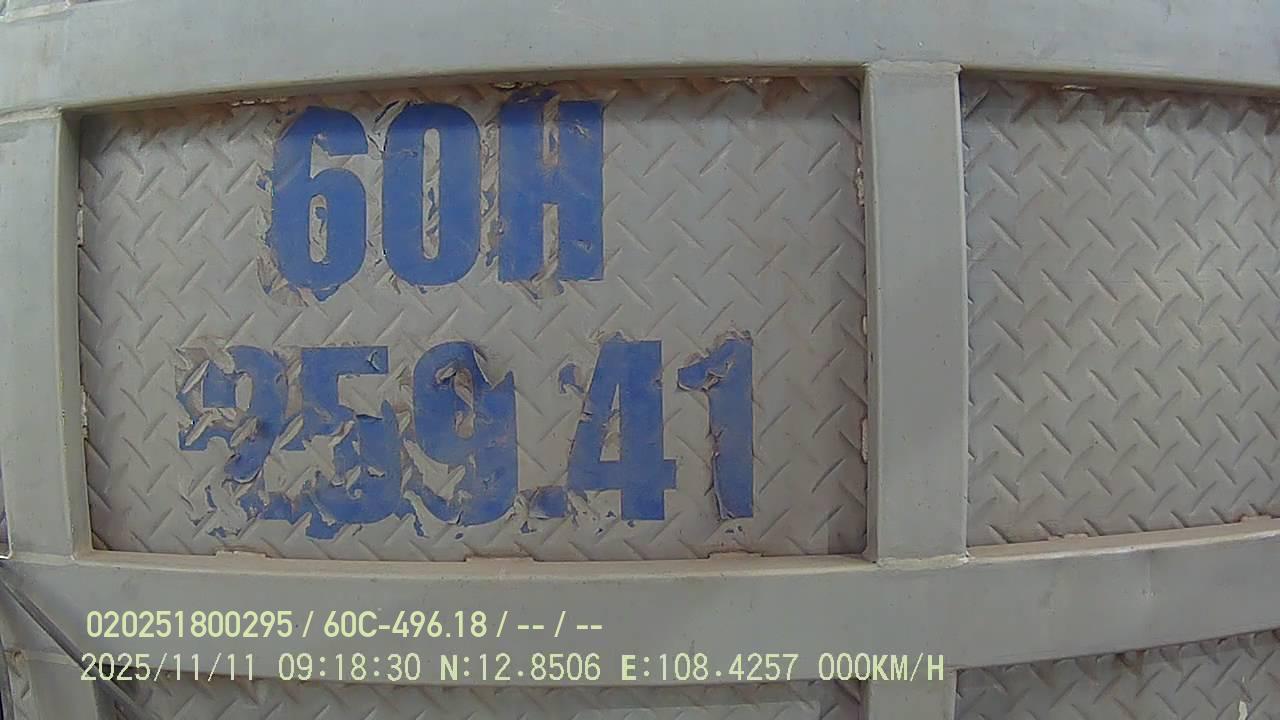 60H
259.41
020251800295 / 60C-496.18 / -- / --
2025/11/11 09:18:30 N:12.8506 E:108.4257 000KM/H